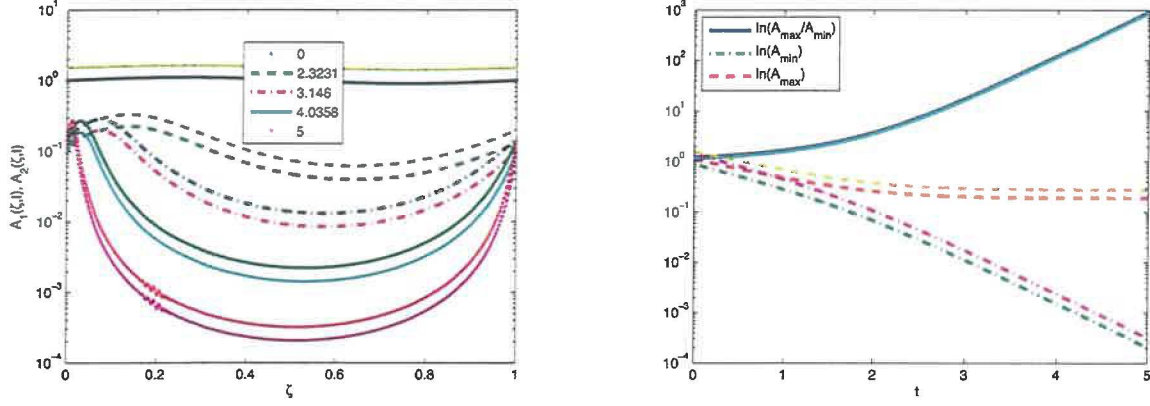 10¹
10⁰
10⁻¹
10⁻²
10⁻³
10⁻⁴
A₁(ζ,t), A₂(ζ,t)
0
2.3231
3.146
4.0358
5
0 0.2 0.4 0.6 0.8 1
ζ
10³
10²
10¹
10⁰
10⁻¹
10⁻²
10⁻³
10⁻⁴
ln(A_max/A_min)
ln(A_min)
ln(A_max)
0 1 2 3 4 5
t